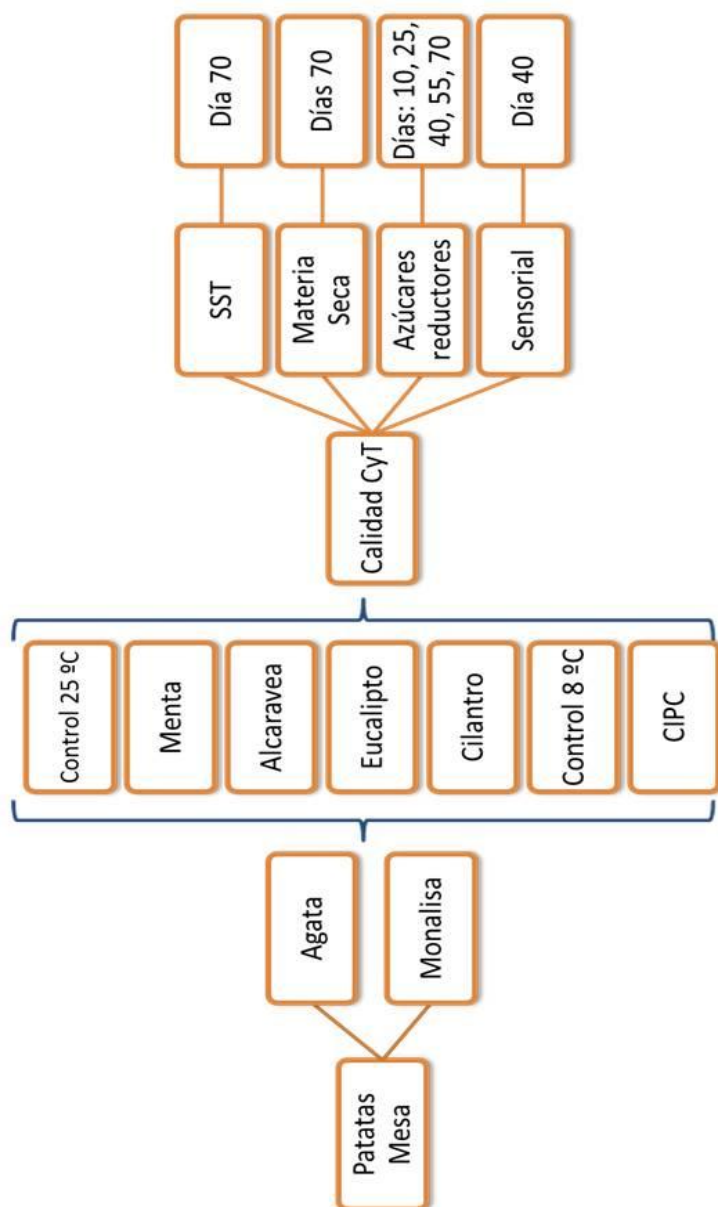 Patatas
Mesa
Agata
Monalisa
Control 25 ºC
Menta
Alcaravea
Eucalipto
Cilantro
Control 8 ºC
CIPC
Calidad CyT
SST
Materia
Seca
Azúcares
reductores
Sensorial
Día 70
Días 70
Días: 10, 25,
40, 55, 70
Día 40